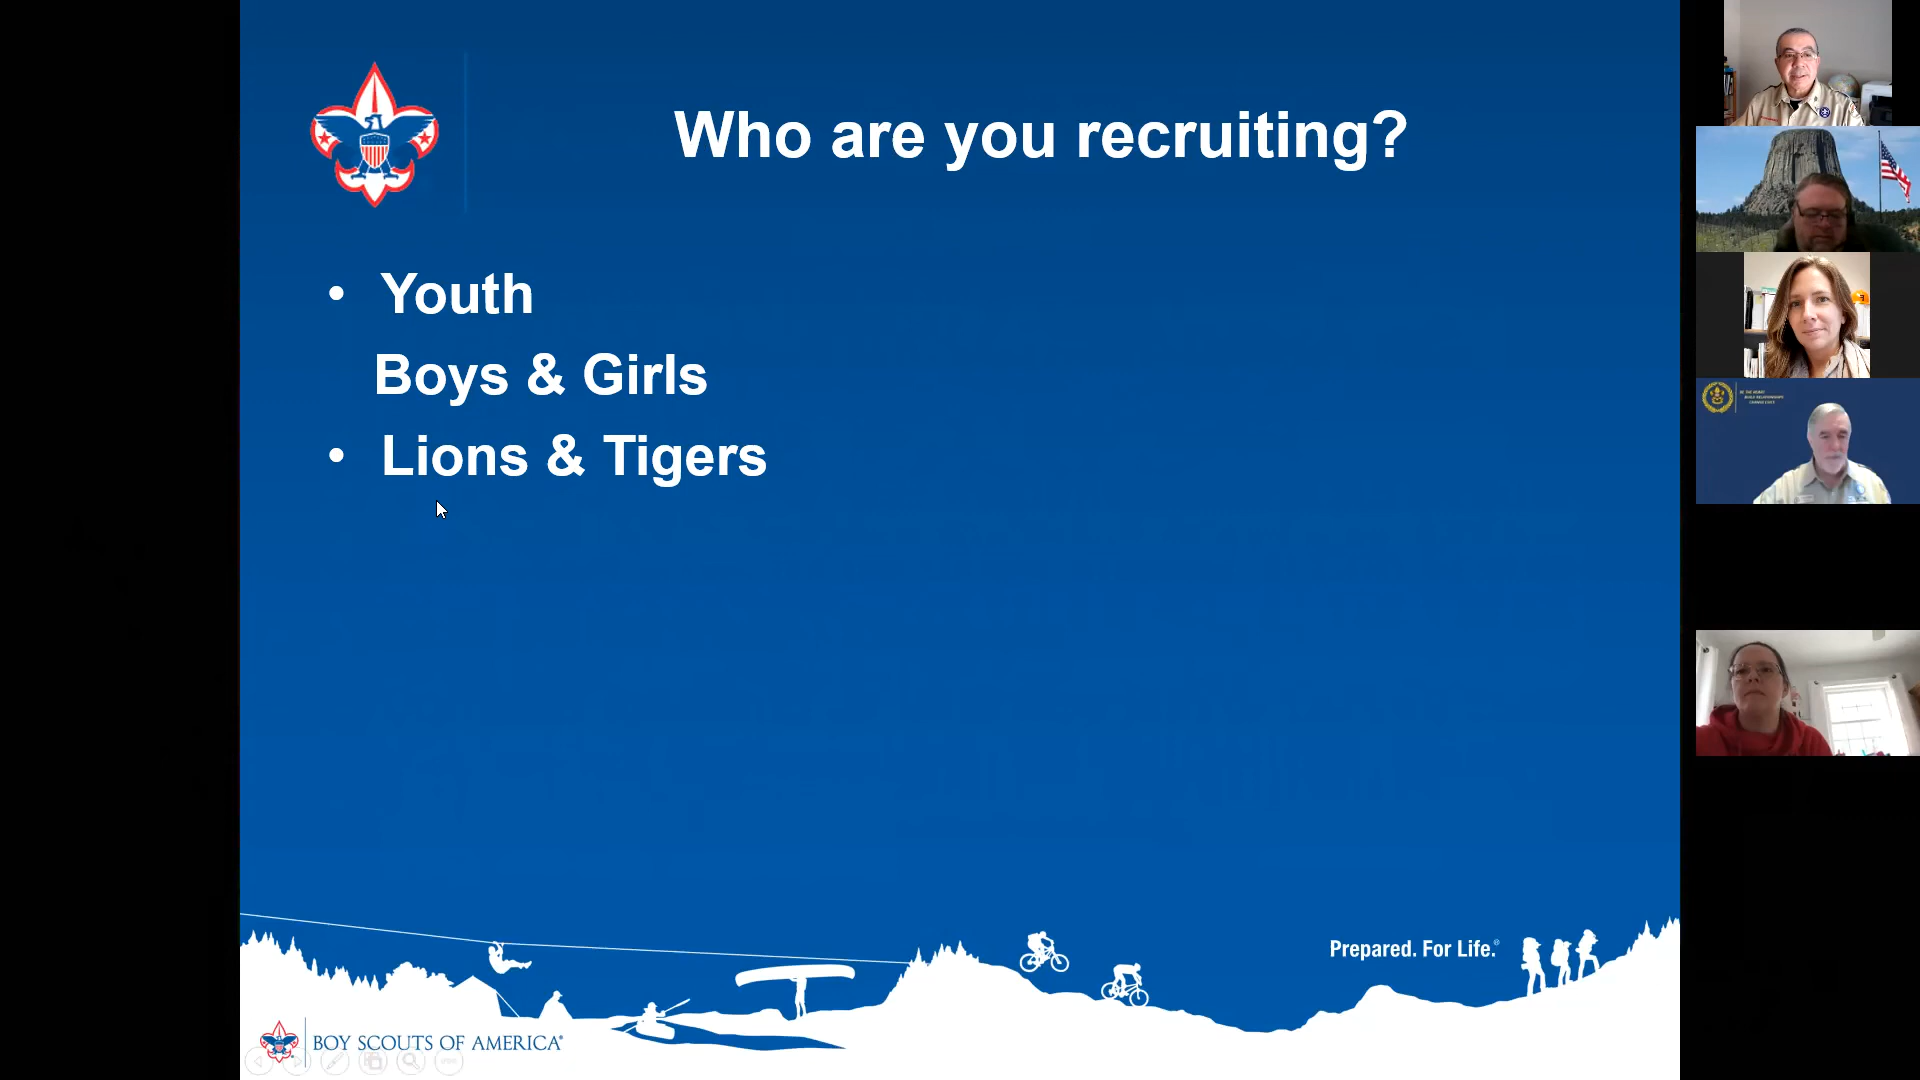 Who are you recruiting?
• Youth
Boys & Girls
• Lions & Tigers
Prepared. For Life.®
BOY SCOUTS OF AMERICA®